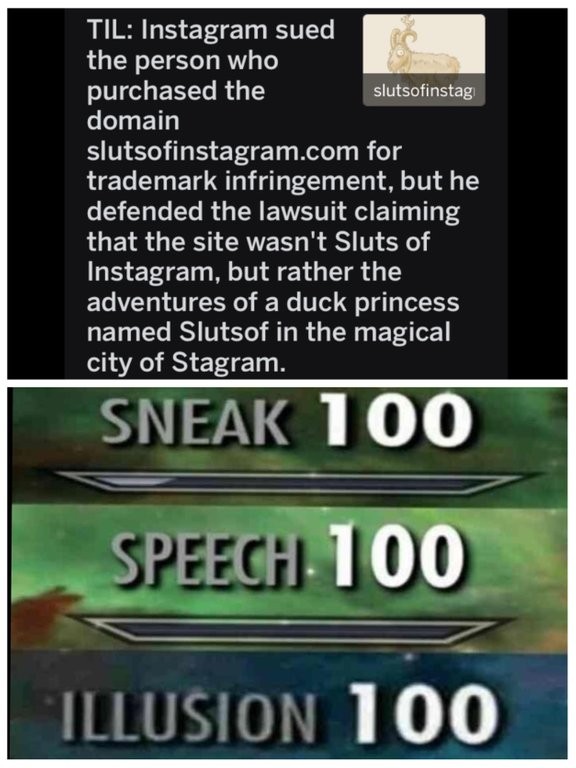 TIL: Instagram sued
the person who
purchased the
domain
slutsofinstagram.com for
trademark infringement, but he
defended the lawsuit claiming
that the site wasn't Sluts of
Instagram, but rather the
adventures of a duck princess
named Slutsof in the magical
city of Stagram.
slutsofinstag
SNEAK 100
SPEECH 100
ILLUSION 100